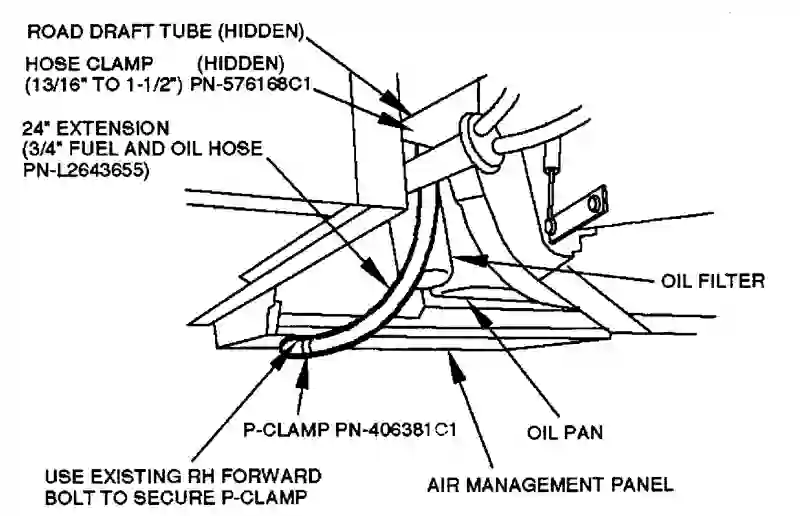 ROAD DRAFT TUBE (HIDDEN)
HOSE CLAMP (HIDDEN)
(13/16" TO 1-1/2") PN-576168C1
24" EXTENSION
(3/4" FUEL AND OIL HOSE
PN-L2643655)
OIL FILTER
P-CLAMP PN-406381C1
OIL PAN
USE EXISTING RH FORWARD
BOLT TO SECURE P-CLAMP
AIR MANAGEMENT PANEL